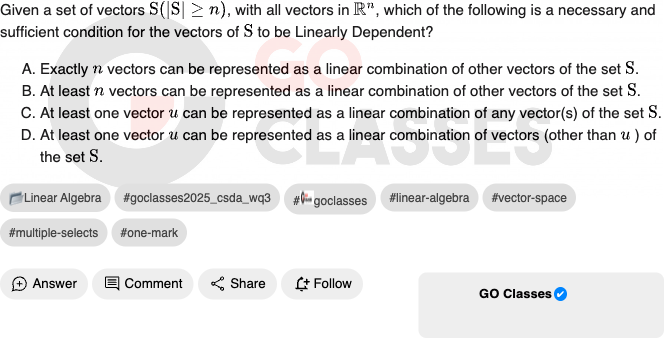 Given a set of vectors S(|S| ≥ n), with all vectors in ℝⁿ, which of the following is a necessary and
sufficient condition for the vectors of S to be Linearly Dependent?
A. Exactly n vectors can be represented as a linear combination of other vectors of the set S.
B. At least n vectors can be represented as a linear combination of other vectors of the set S.
C. At least one vector u can be represented as a linear combination of any vector(s) of the set S.
D. At least one vector u can be represented as a linear combination of vectors (other than u ) of
the set S.
GO
CLASSES
Linear Algebra #goclasses2025_csda_wq3 # goclasses #linear-algebra #vector-space
#multiple-selects #one-mark
Answer Comment Share Follow
GO Classes